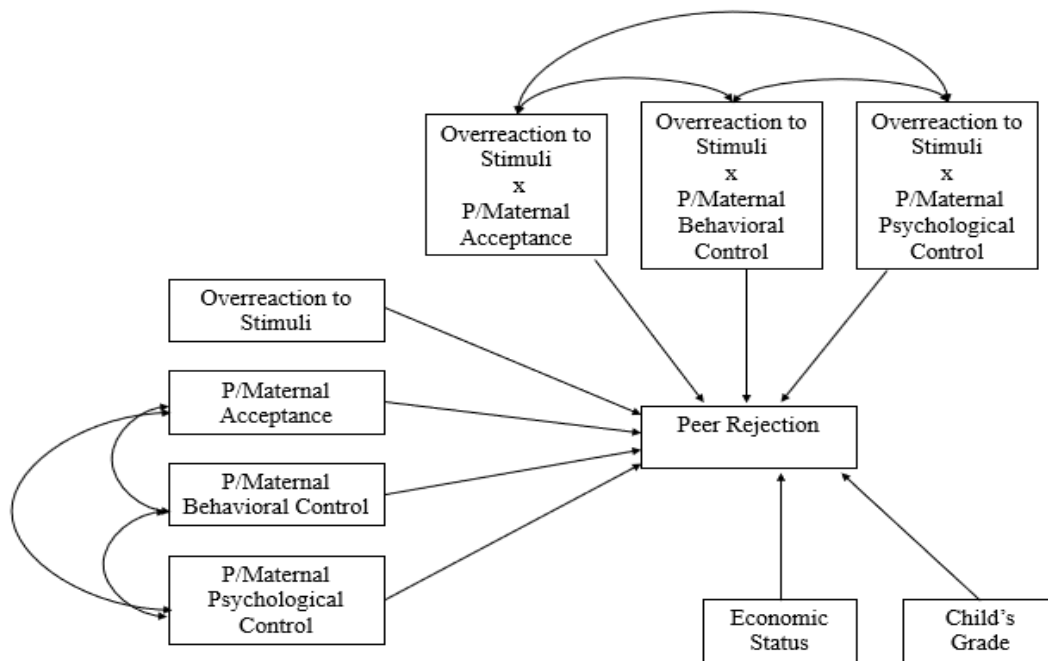 Overreaction to
Stimuli
x
P/Maternal
Acceptance
Overreaction to
Stimuli
x
P/Maternal
Behavioral
Control
Overreaction to
Stimuli
x
P/Maternal
Psychological
Control
Overreaction to
Stimuli
P/Maternal
Acceptance
P/Maternal
Behavioral Control
P/Maternal
Psychological
Control
Peer Rejection
Economic
Status
Child’s
Grade